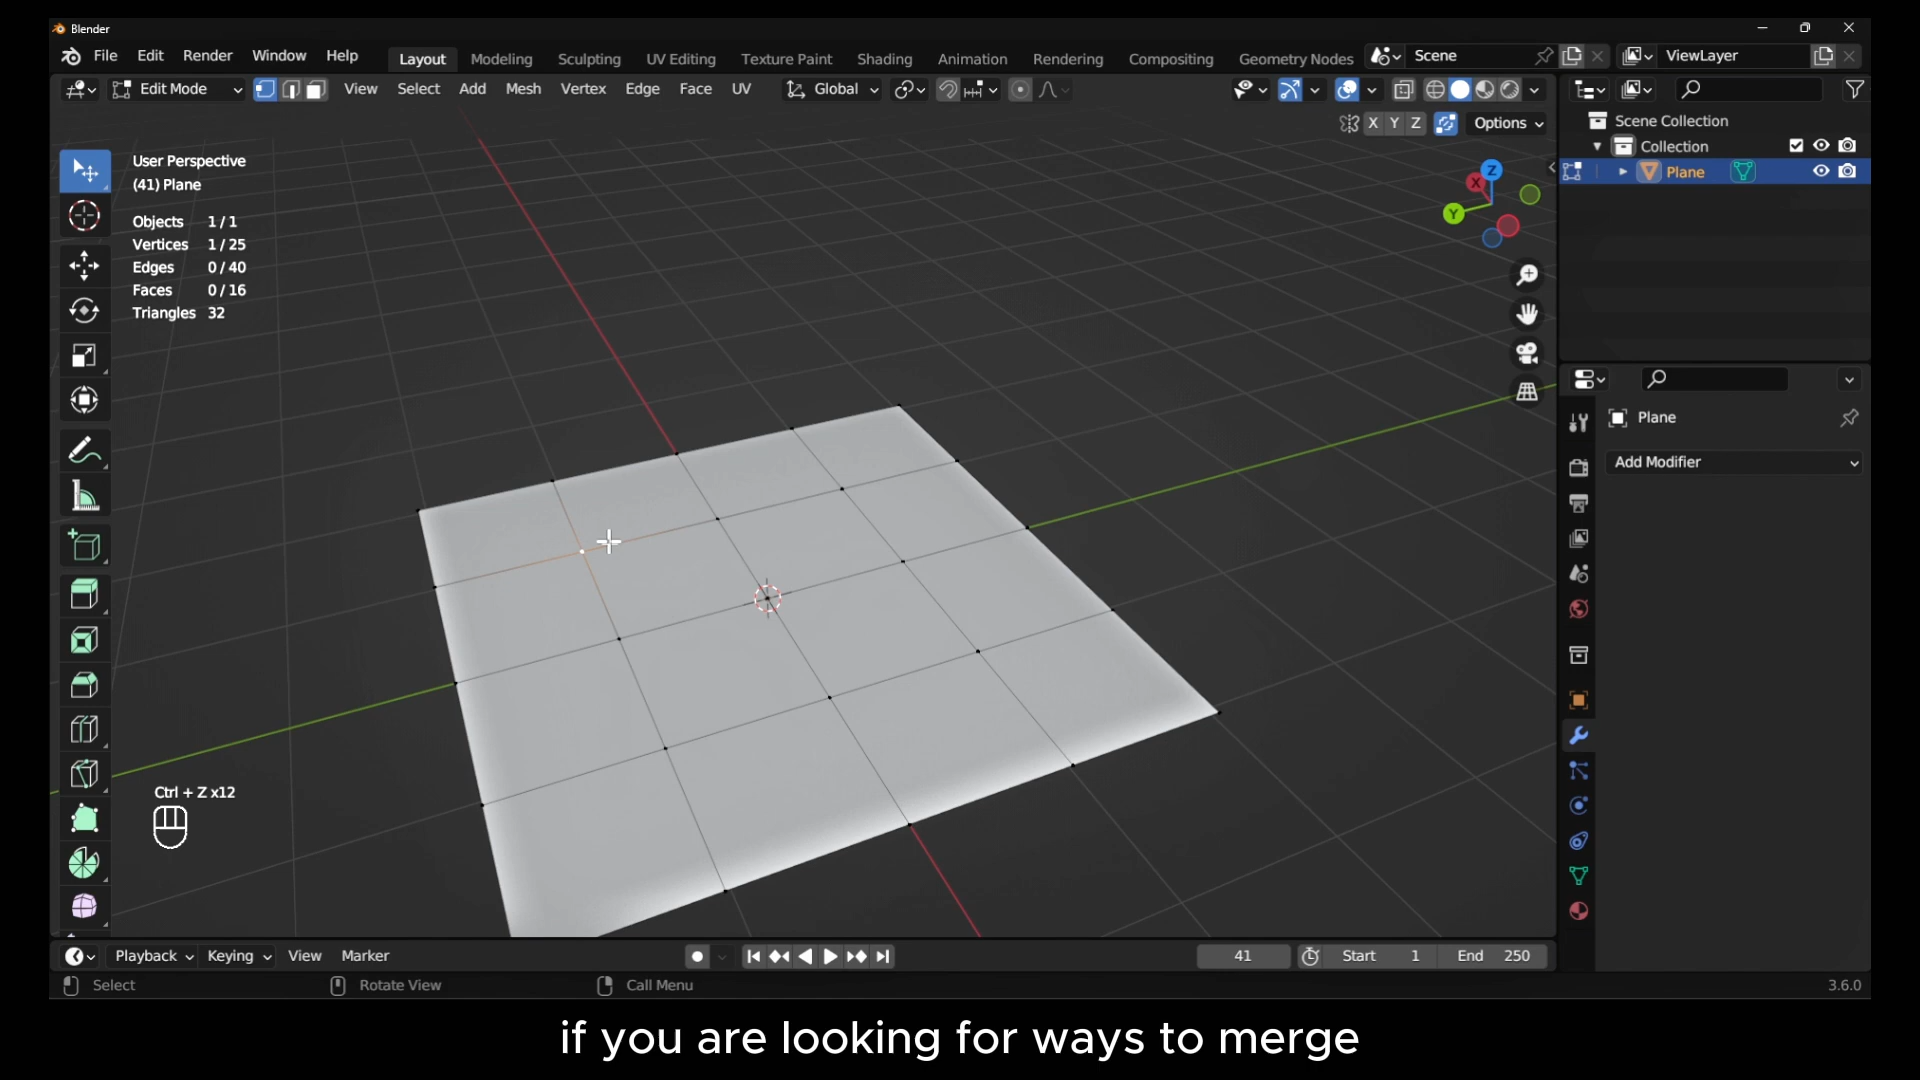 Blender
File Edit Render Window Help Layout Modeling Sculpting UV Editing Texture Paint Shading Animation Rendering Compositing Geometry Nodes Scene ViewLayer
Edit Mode View Select Add Mesh Vertex Edge Face UV Global
X Y Z Options
Scene Collection
Collection
Plane
User Perspective
(41) Plane
Objects 1/1
Vertices 1/25
Edges 0/40
Faces 0/16
Triangles 32
Z
X
Y
Plane
Add Modifier
Ctrl + Z x12
Playback Keying View Marker 41 Start 1 End 250
Select Rotate View Call Menu 3.6.0
if you are looking for ways to merge